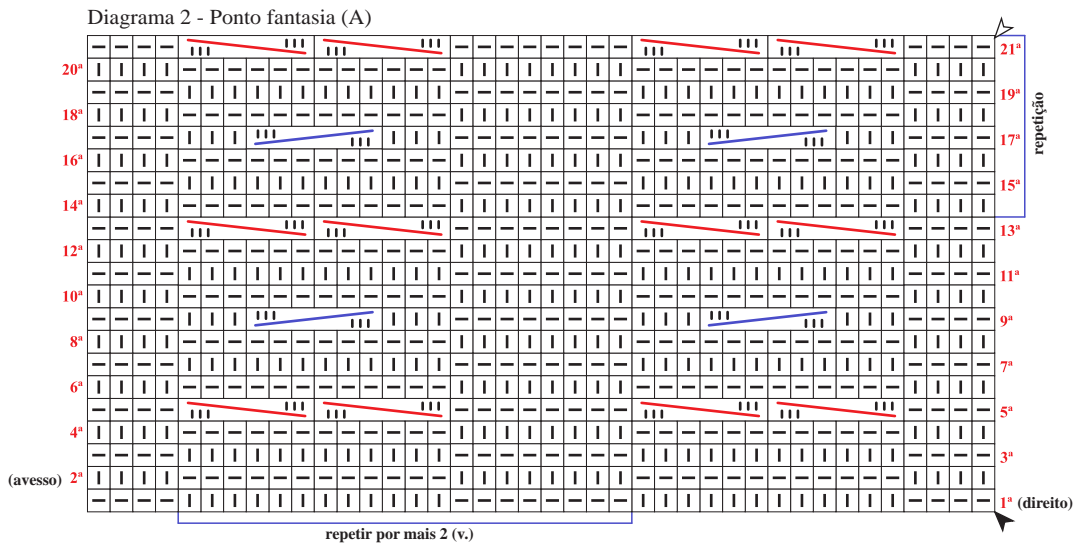 Diagrama 2 - Ponto fantasia (A)
21ª
20ª
19ª
18ª
17ª
16ª
15ª
14ª
13ª
12ª
11ª
10ª
9ª
8ª
7ª
6ª
5ª
4ª
3ª
(avesso) 2ª
1ª (direito)
repetição
repetir por mais 2 (v.)